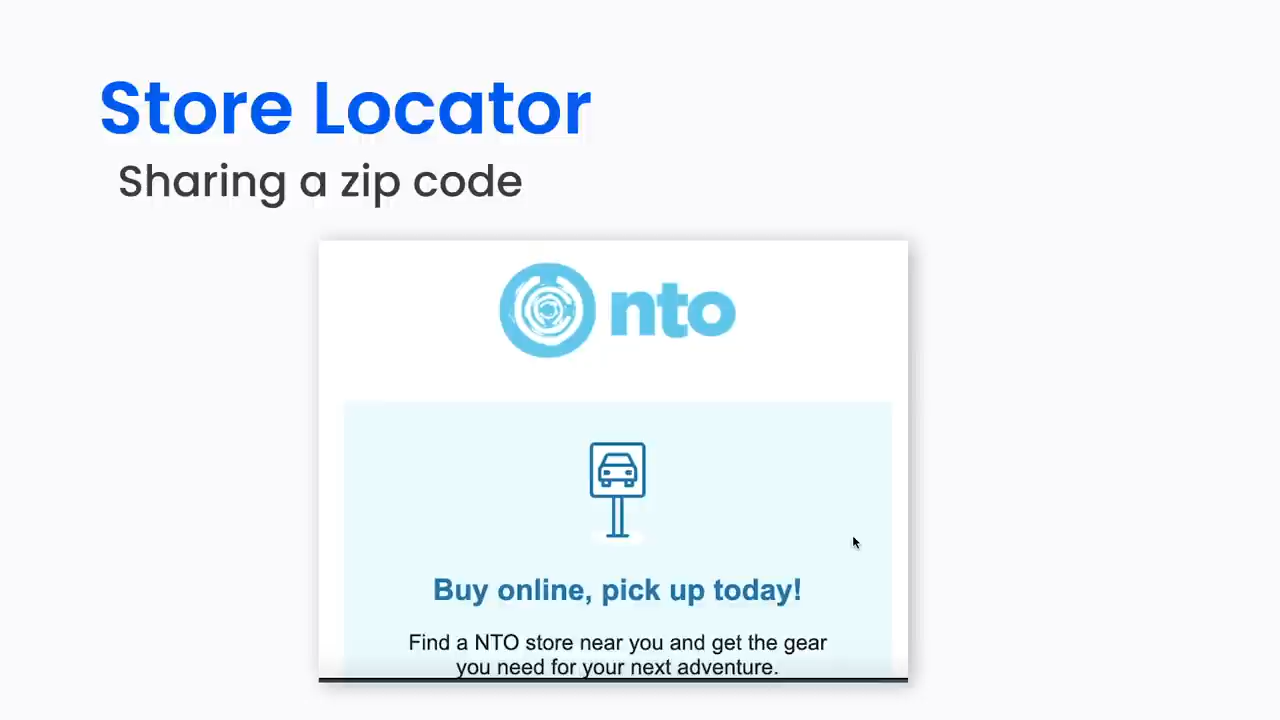 Store Locator
Sharing a zip code
nto
Buy online, pick up today!
Find a NTO store near you and get the gear
you need for your next adventure.